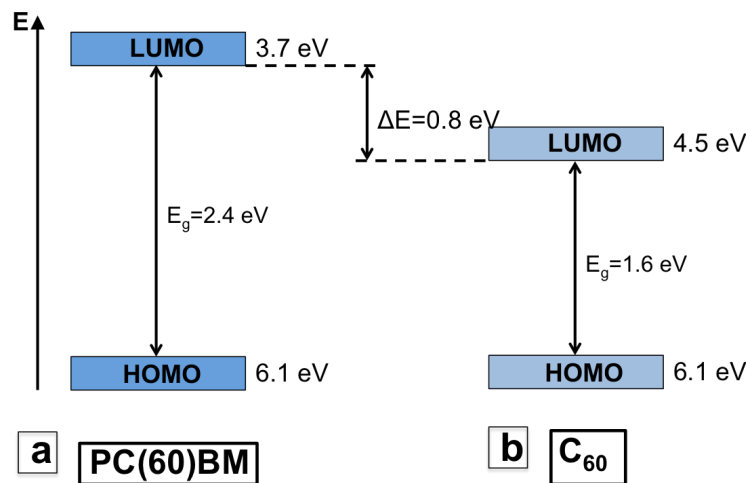 E
LUMO
3.7 eV
ΔE=0.8 eV
LUMO
4.5 eV
Eg=2.4 eV
Eg=1.6 eV
HOMO
6.1 eV
HOMO
6.1 eV
a
PC(60)BM
b
C60